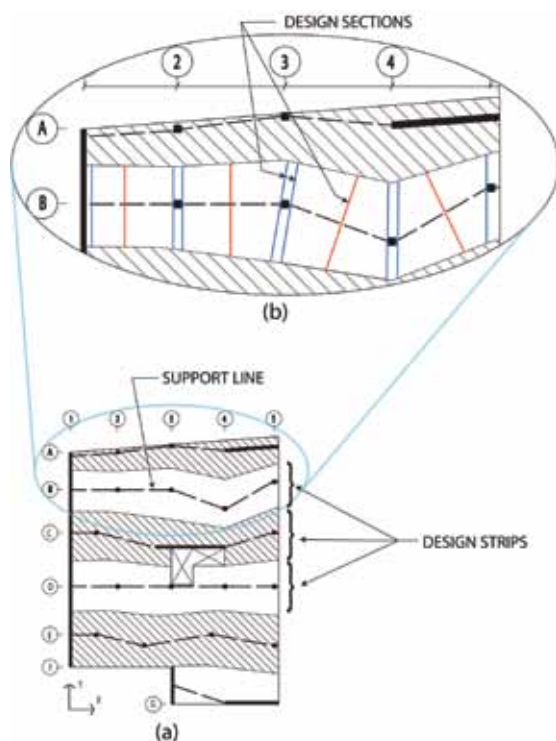 DESIGN SECTIONS
2 3 4
A
B
(b)
SUPPORT LINE
1 2 3 4 5
A
B
C
DESIGN STRIPS
D
E
F
Y
X
G
(a)